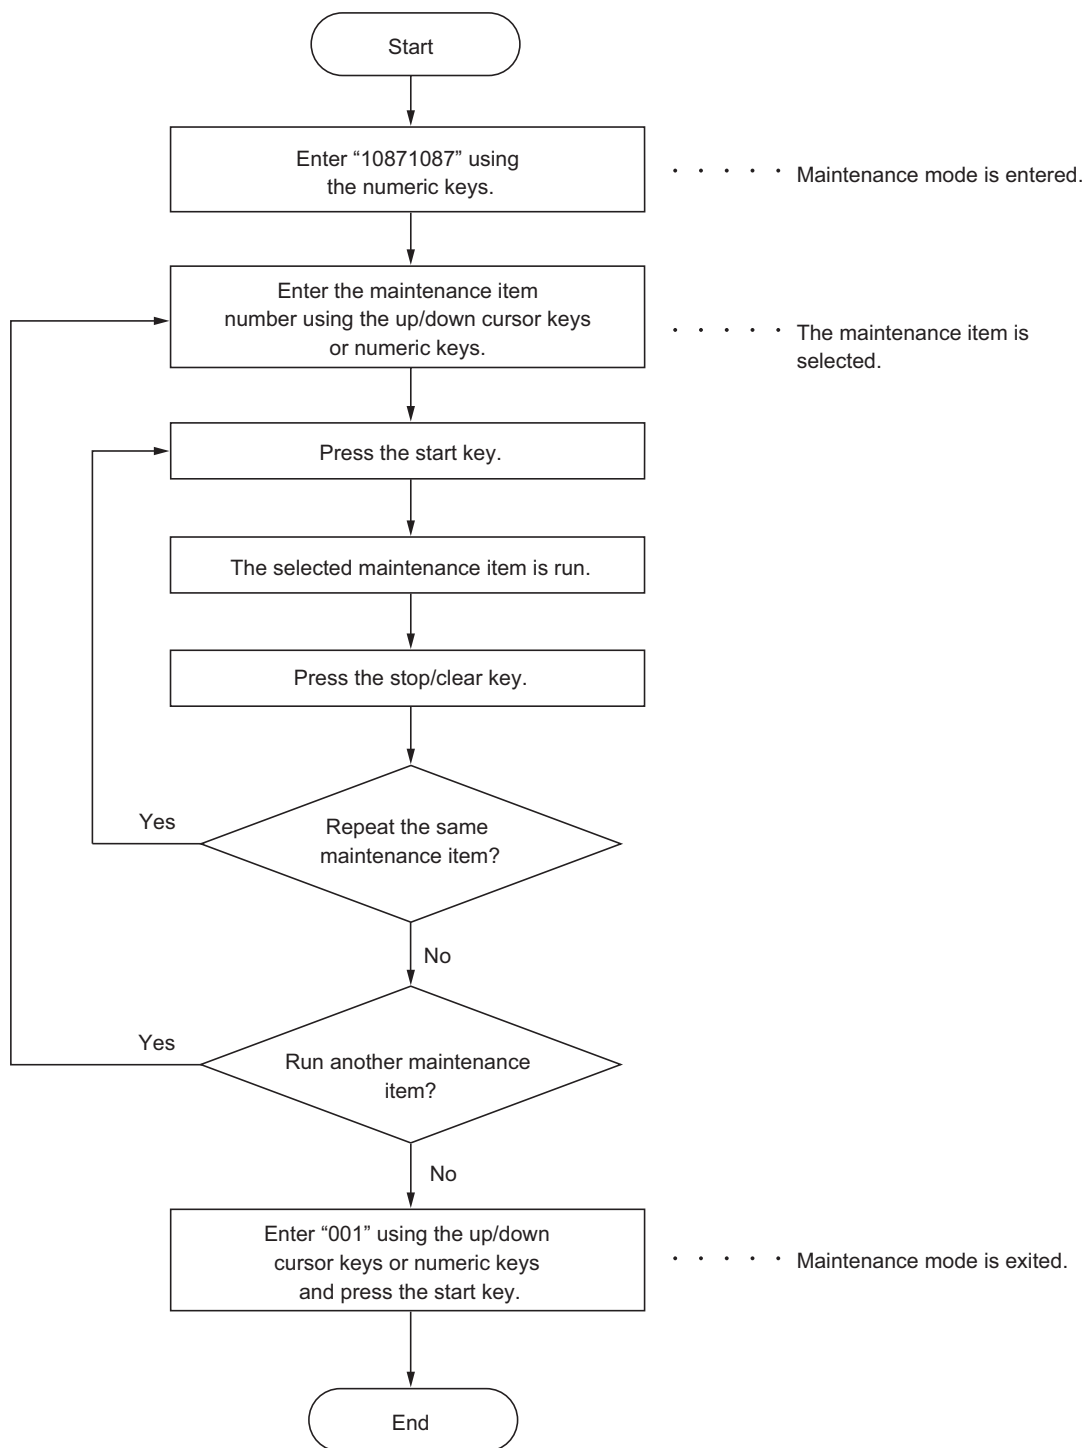 Start
Enter “10871087” using
the numeric keys.
Maintenance mode is entered.
Enter the maintenance item
number using the up/down cursor keys
or numeric keys.
The maintenance item is
selected.
Press the start key.
The selected maintenance item is run.
Press the stop/clear key.
Yes
Repeat the same
maintenance item?
No
Yes
Run another maintenance
item?
No
Enter “001” using the up/down
cursor keys or numeric keys
and press the start key.
Maintenance mode is exited.
End